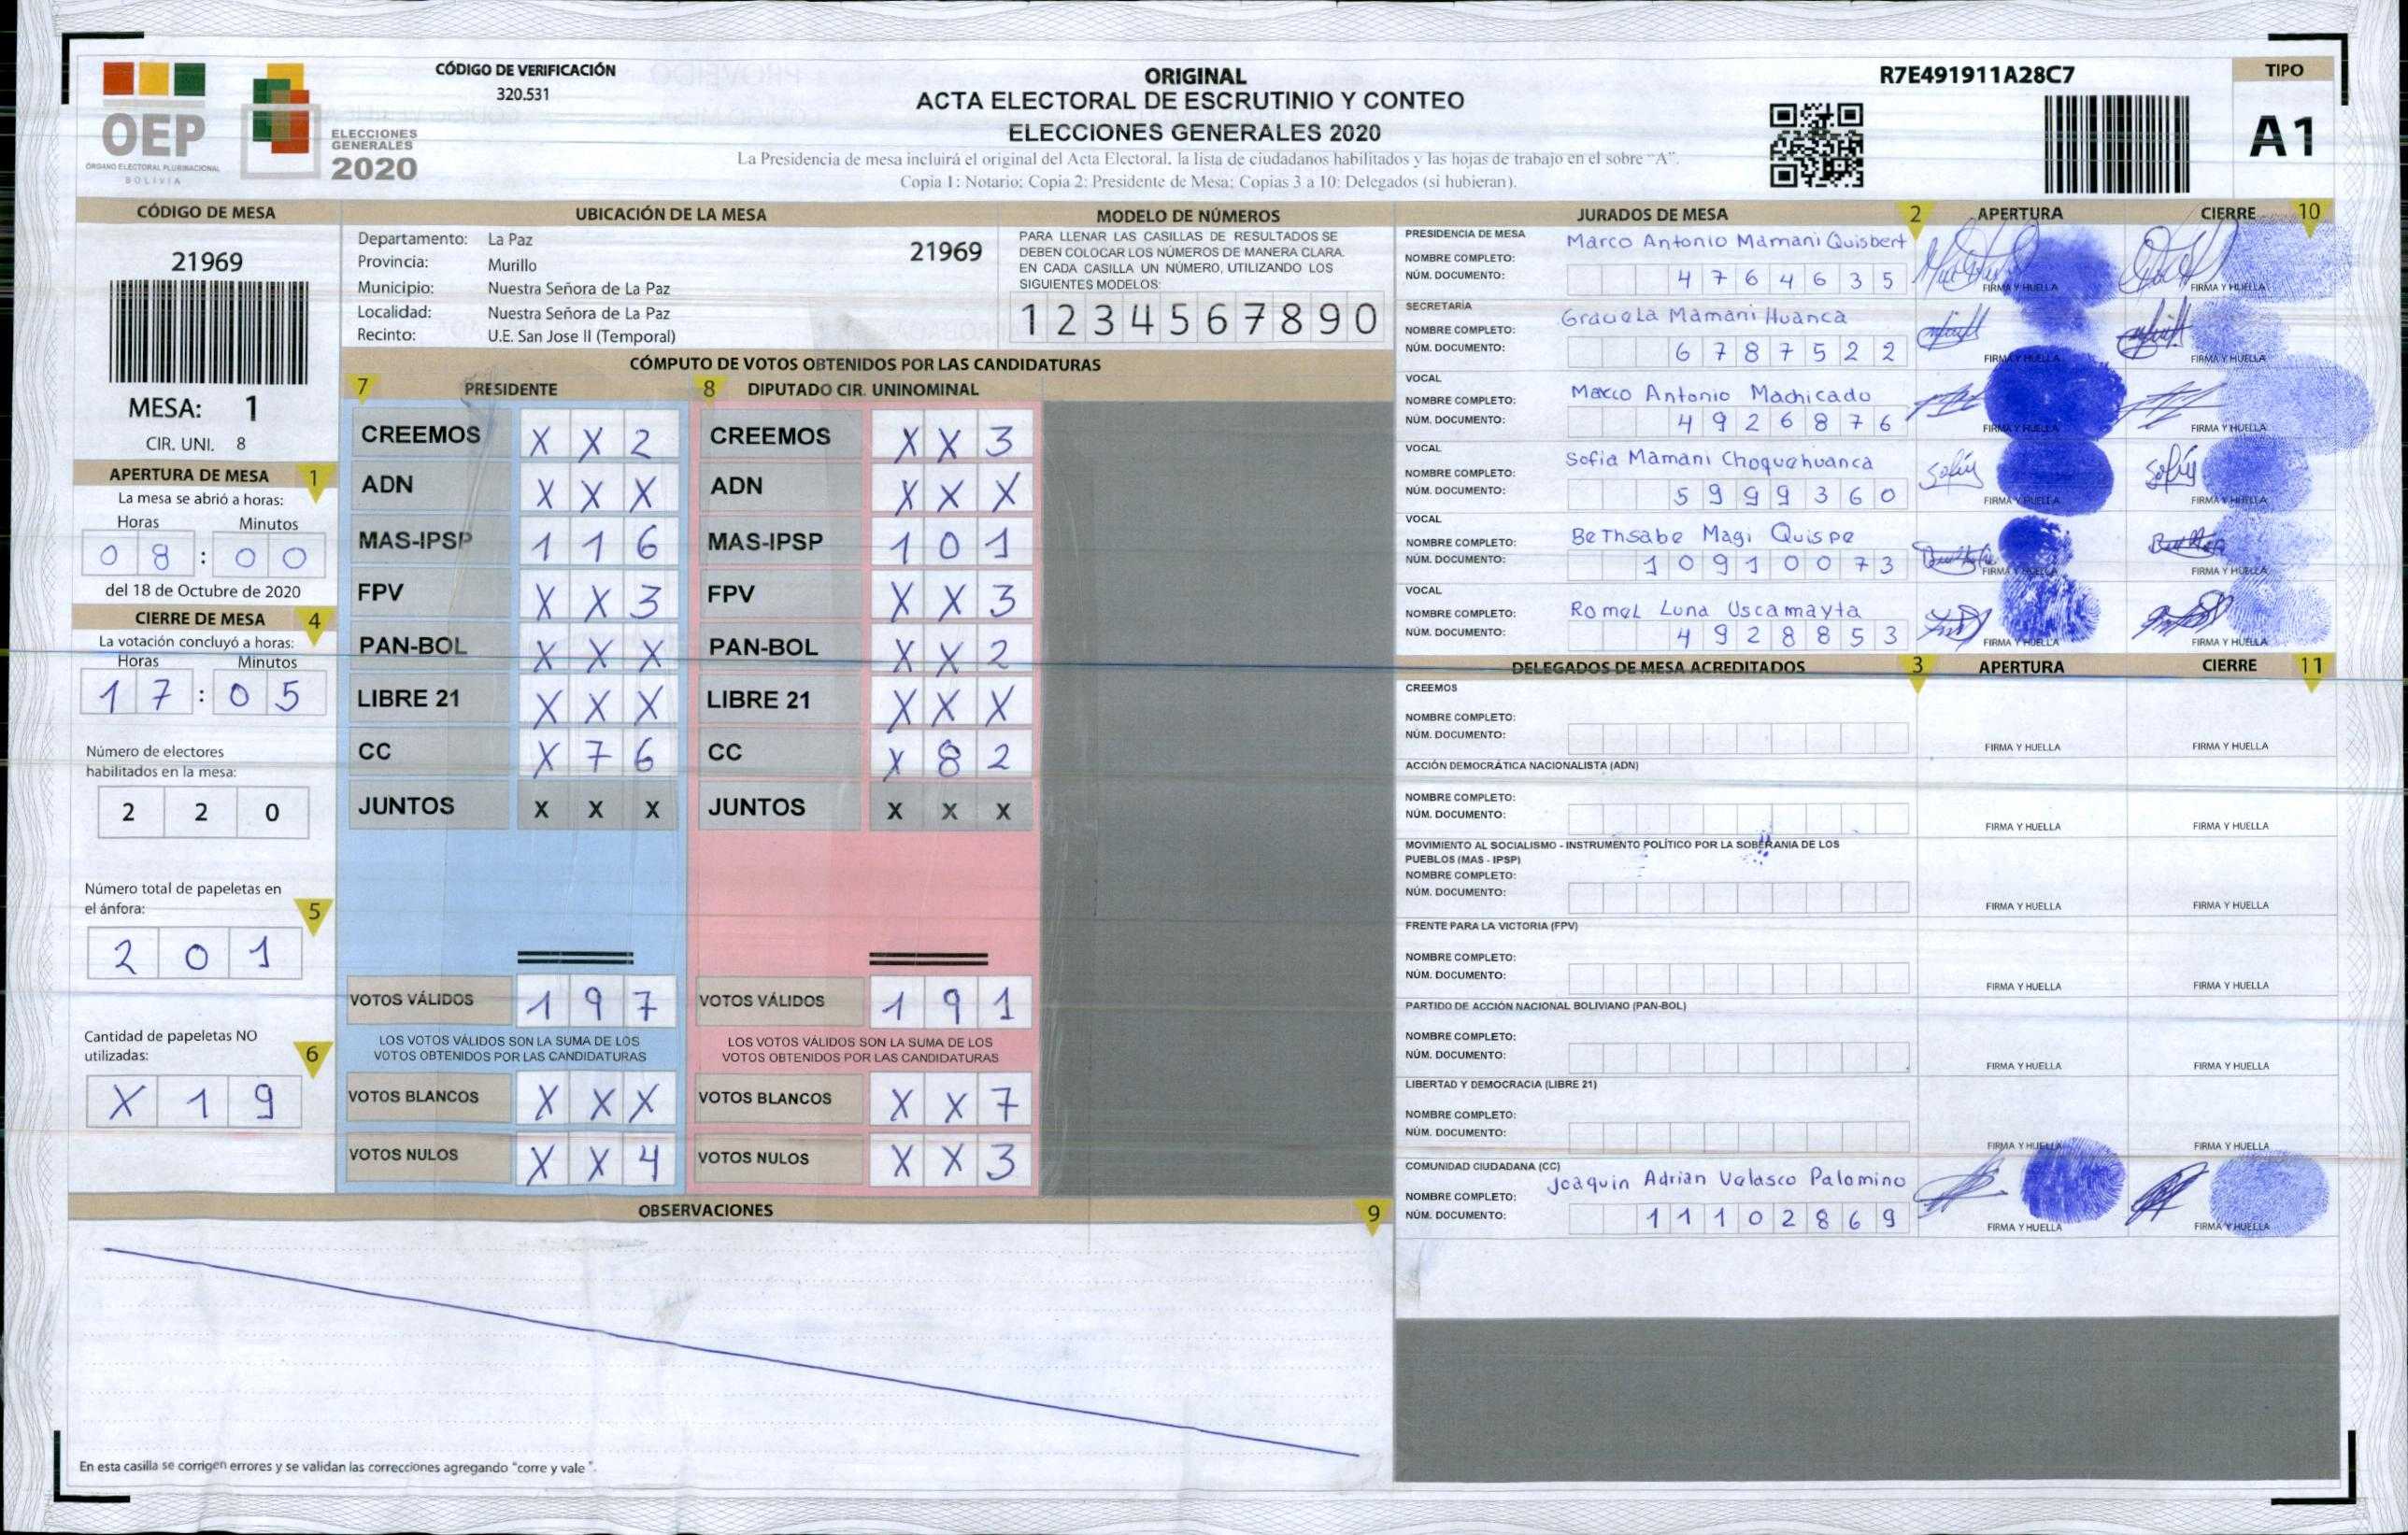 OEP
ÓRGANO ELECTORAL PLURINACIONAL
BOLIVIA
ELECCIONES
GENERALES
2020
CÓDIGO DE VERIFICACIÓN
320.531
ORIGINAL
ACTA ELECTORAL DE ESCRUTINIO Y CONTEO
ELECCIONES GENERALES 2020
La Presidencia de mesa incluirá el original del Acta Electoral, la lista de ciudadanos habilitados y las hojas de trabajo en el sobre "A".
Copia 1: Notario; Copia 2: Presidente de Mesa; Copias 3 a 10: Delegados (si hubieran).
R7E491911A28C7
TIPO
A1
CÓDIGO DE MESA
21969
MESA: 1
CIR. UNI. 8
APERTURA DE MESA 1
La mesa se abrió a horas:
Horas Minutos
0 8 : 0 0
del 18 de Octubre de 2020
CIERRE DE MESA 4
La votación concluyó a horas:
Horas Minutos
1 7 : 0 5
Número de electores
habilitados en la mesa:
2 2 0
Número total de papeletas en
el ánfora:
5
2 0 1
Cantidad de papeletas NO
utilizadas:
6
X 1 9
UBICACIÓN DE LA MESA
Departamento: La Paz
21969
Provincia: Murillo
Municipio: Nuestra Señora de La Paz
Localidad: Nuestra Señora de La Paz
Recinto: U.E. San Jose II (Temporal)
MODELO DE NÚMEROS
PARA LLENAR LAS CASILLAS DE RESULTADOS SE
DEBEN COLOCAR LOS NÚMEROS DE MANERA CLARA.
EN CADA CASILLA UN NÚMERO, UTILIZANDO LOS
SIGUIENTES MODELOS:
1 2 3 4 5 6 7 8 9 0
CÓMPUTO DE VOTOS OBTENIDOS POR LAS CANDIDATURAS
7 PRESIDENTE
CREEMOS X X 2
ADN X X X
MAS-IPSP 1 1 6
FPV X X 3
PAN-BOL X X X
LIBRE 21 X X X
CC X 7 6
JUNTOS X X X
VOTOS VÁLIDOS 1 9 7
LOS VOTOS VÁLIDOS SON LA SUMA DE LOS
VOTOS OBTENIDOS POR LAS CANDIDATURAS
VOTOS BLANCOS X X X
VOTOS NULOS X X 4
8 DIPUTADO CIR. UNINOMINAL
CREEMOS X X 3
ADN X X X
MAS-IPSP 1 0 1
FPV X X 3
PAN-BOL X X 2
LIBRE 21 X X X
CC X 8 2
JUNTOS X X X
VOTOS VÁLIDOS 1 9 1
LOS VOTOS VÁLIDOS SON LA SUMA DE LOS
VOTOS OBTENIDOS POR LAS CANDIDATURAS
VOTOS BLANCOS X X 7
VOTOS NULOS X X 3
OBSERVACIONES 9
En esta casilla se corrigen errores y se validan las correcciones agregando "corre y vale ".
JURADOS DE MESA 2 APERTURA CIERRE 10
PRESIDENCIA DE MESA
NOMBRE COMPLETO: Marco Antonio Mamani Quisbert
NÚM. DOCUMENTO: 4 7 6 4 6 3 5
FIRMA Y HUELLA FIRMA Y HUELLA
SECRETARÍA
NOMBRE COMPLETO: Graciela Mamani Huanca
NÚM. DOCUMENTO: 6 7 8 7 5 2 2
FIRMA Y HUELLA FIRMA Y HUELLA
VOCAL
NOMBRE COMPLETO: Marco Antonio Machicado
NÚM. DOCUMENTO: 4 9 2 6 8 7 6
FIRMA Y HUELLA FIRMA Y HUELLA
VOCAL
NOMBRE COMPLETO: Sofia Mamani Choquehuanca
NÚM. DOCUMENTO: 5 9 9 9 3 6 0
FIRMA Y HUELLA FIRMA Y HUELLA
VOCAL
NOMBRE COMPLETO: Bethsabe Magi Quispe
NÚM. DOCUMENTO: 1 0 9 1 0 0 7 3
FIRMA Y HUELLA FIRMA Y HUELLA
VOCAL
NOMBRE COMPLETO: Romel Luna Uscamayta
NÚM. DOCUMENTO: 4 9 2 8 8 5 3
FIRMA Y HUELLA FIRMA Y HUELLA
DELEGADOS DE MESA ACREDITADOS 3 APERTURA CIERRE 11
CREEMOS
NOMBRE COMPLETO:
NÚM. DOCUMENTO:
FIRMA Y HUELLA FIRMA Y HUELLA
ACCIÓN DEMOCRÁTICA NACIONALISTA (ADN)
NOMBRE COMPLETO:
NÚM. DOCUMENTO:
FIRMA Y HUELLA FIRMA Y HUELLA
MOVIMIENTO AL SOCIALISMO - INSTRUMENTO POLÍTICO POR LA SOBERANIA DE LOS
PUEBLOS (MAS - IPSP)
NOMBRE COMPLETO:
NÚM. DOCUMENTO:
FIRMA Y HUELLA FIRMA Y HUELLA
FRENTE PARA LA VICTORIA (FPV)
NOMBRE COMPLETO:
NÚM. DOCUMENTO:
FIRMA Y HUELLA FIRMA Y HUELLA
PARTIDO DE ACCIÓN NACIONAL BOLIVIANO (PAN-BOL)
NOMBRE COMPLETO:
NÚM. DOCUMENTO:
FIRMA Y HUELLA FIRMA Y HUELLA
LIBERTAD Y DEMOCRACIA (LIBRE 21)
NOMBRE COMPLETO:
NÚM. DOCUMENTO:
FIRMA Y HUELLA FIRMA Y HUELLA
COMUNIDAD CIUDADANA (CC)
NOMBRE COMPLETO: Joaquin Adrian Velasco Palomino
NÚM. DOCUMENTO: 1 1 1 0 2 8 6 9
FIRMA Y HUELLA FIRMA Y HUELLA